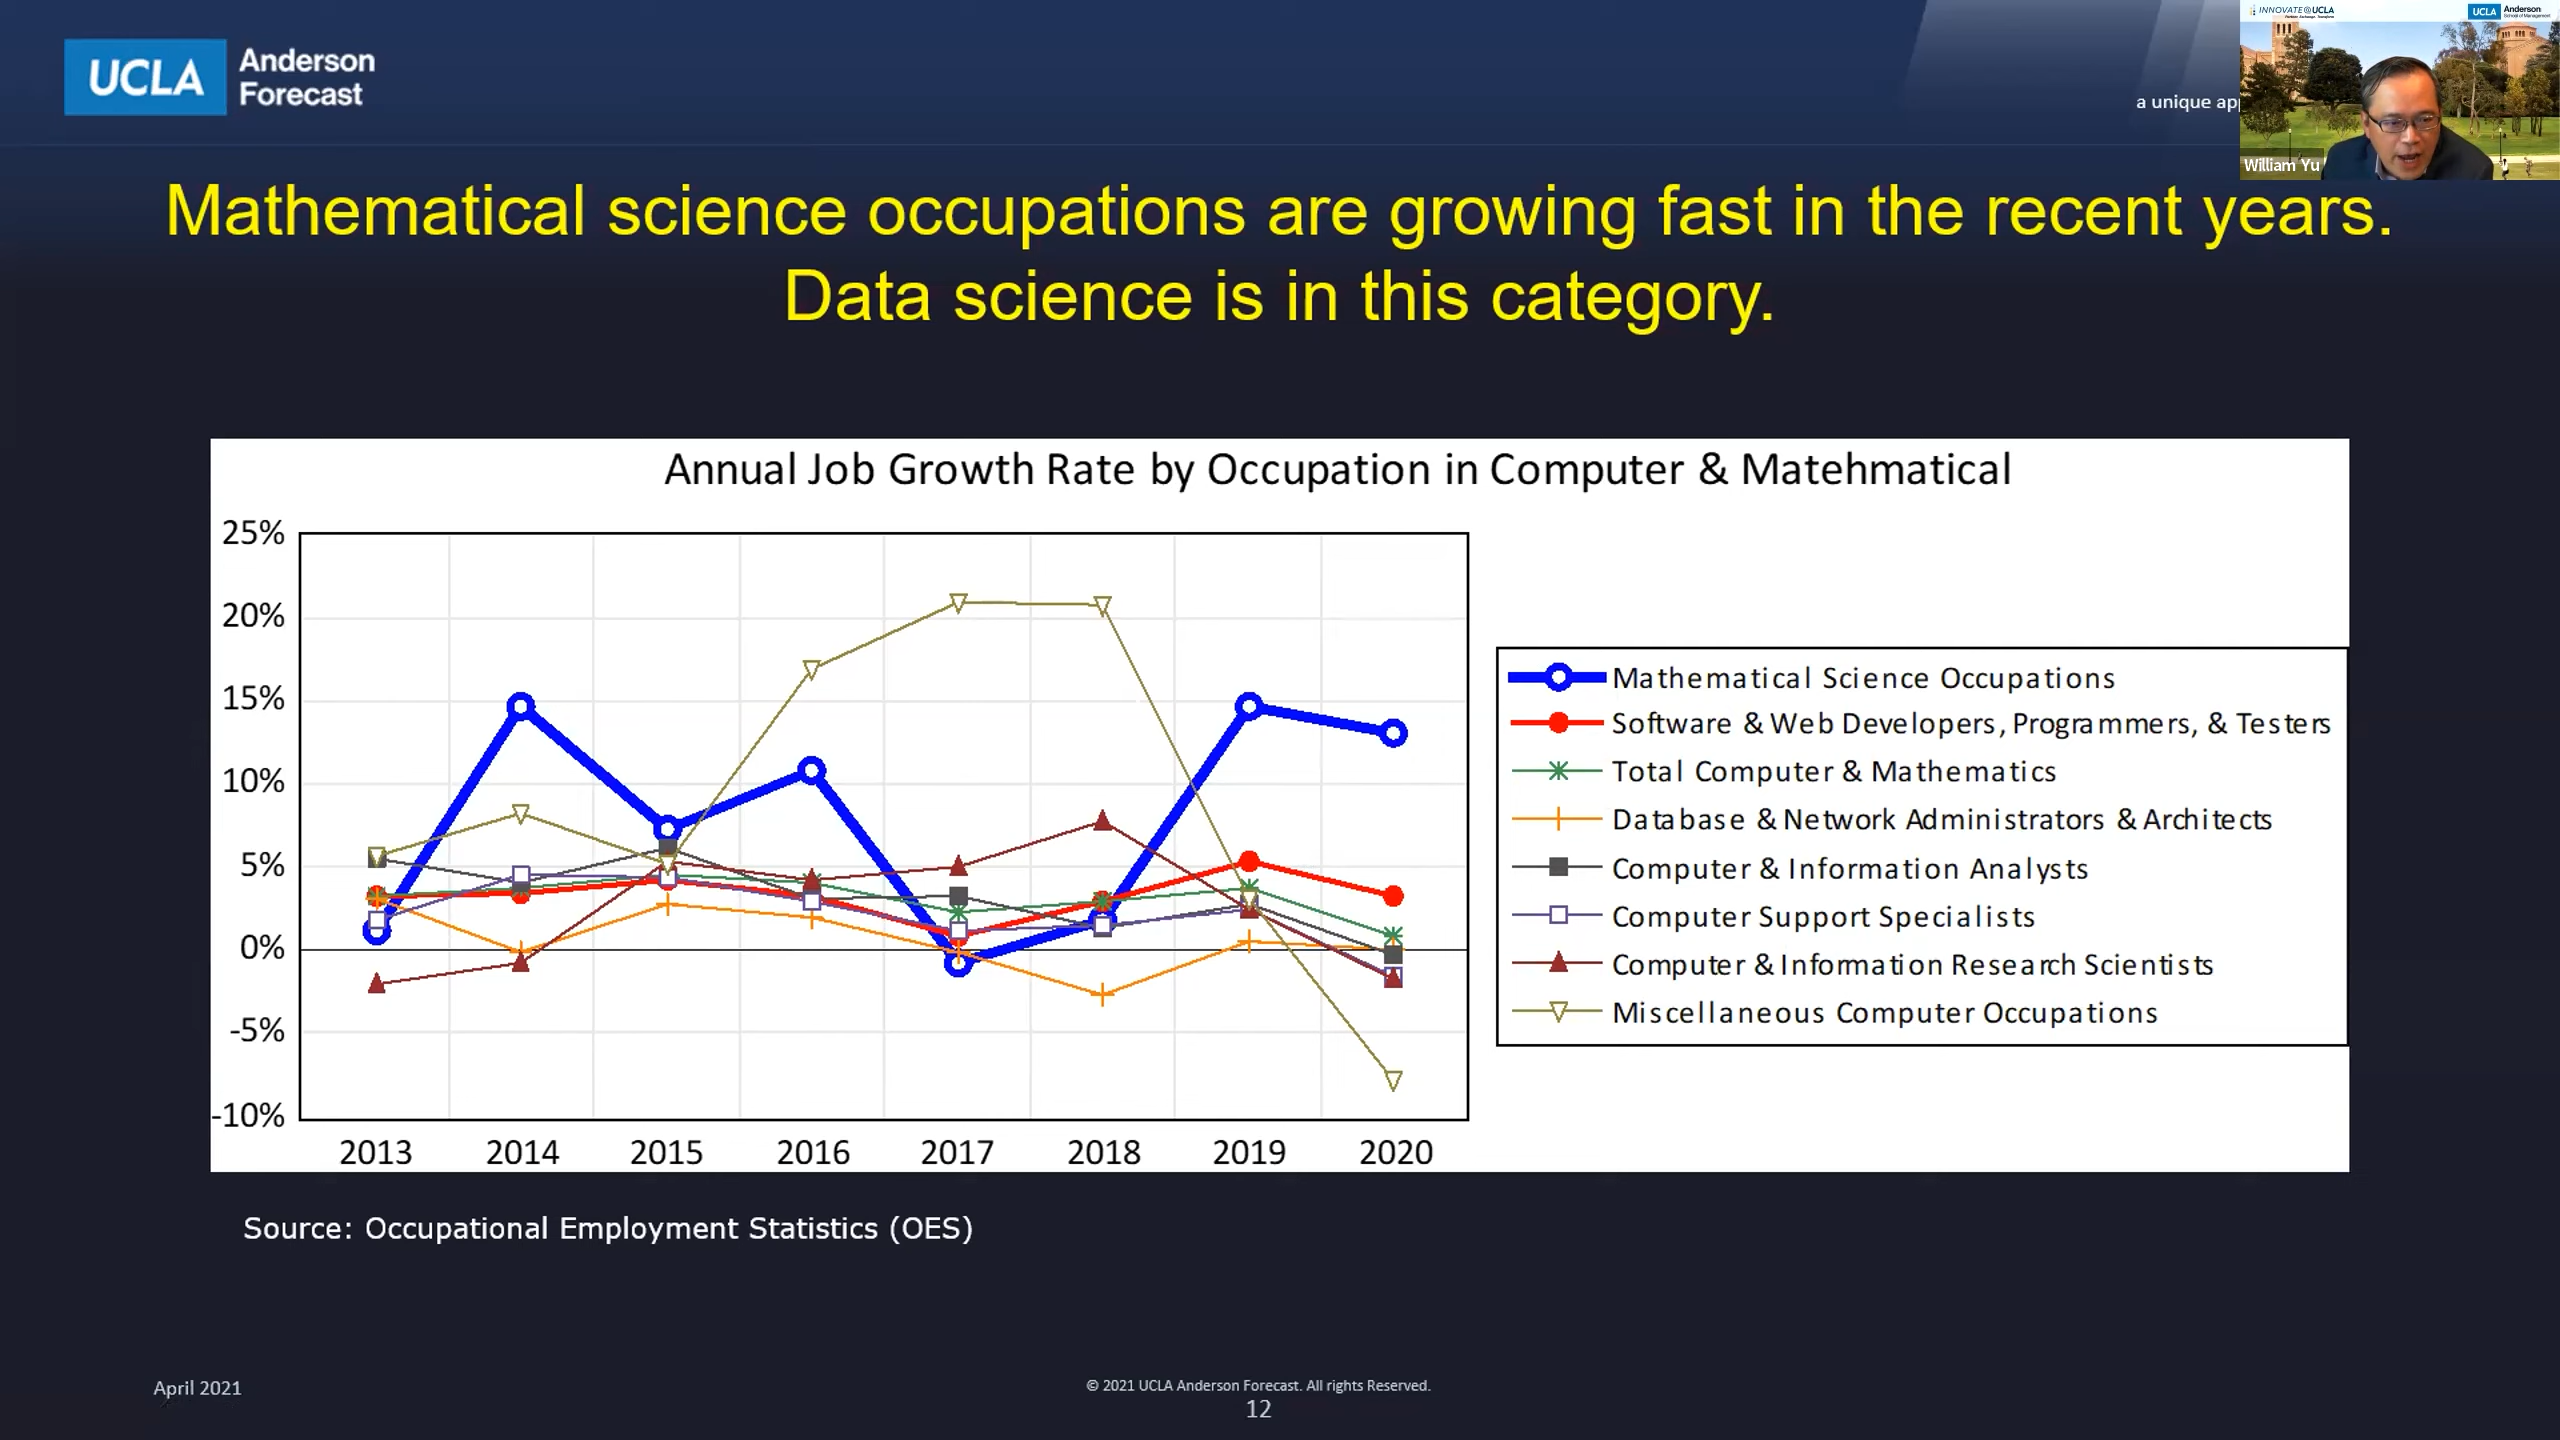 UCLA Anderson
Forecast
a unique
INNOVATE@UCLA
UCLA Anderson
William Yu
Mathematical science occupations are growing fast in the recent years.
Data science is in this category.
Annual Job Growth Rate by Occupation in Computer & Matehmatical
25%
20%
15%
10%
5%
0%
-5%
-10%
2013 2014 2015 2016 2017 2018 2019 2020
Mathematical Science Occupations
Software & Web Developers, Programmers, & Testers
Total Computer & Mathematics
Database & Network Administrators & Architects
Computer & Information Analysts
Computer Support Specialists
Computer & Information Research Scientists
Miscellaneous Computer Occupations
Source: Occupational Employment Statistics (OES)
April 2021
© 2021 UCLA Anderson Forecast. All rights Reserved.
12